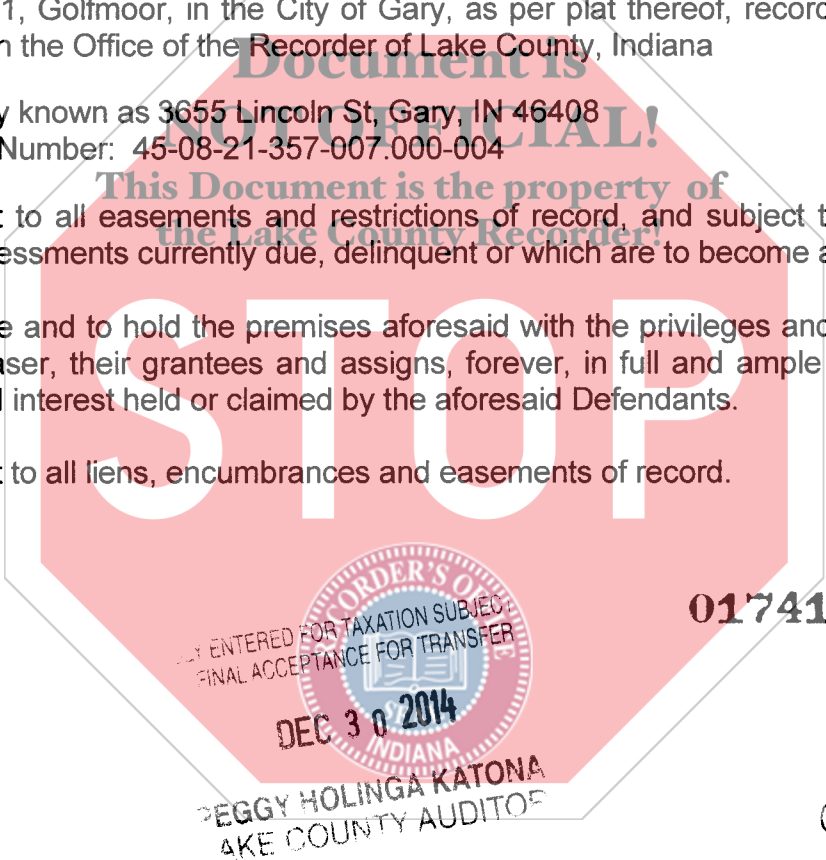 1, Golfmoor, in the City of Gary, as per plat thereof, record
n the Office of the Recorder of Lake County, Indiana
Document is
y known as 3655 Lincoln St, Gary, IN 46408
NOT OFFICIAL!
Number: 45-08-21-357-007.000-004
This Document is the property of
t to all easements and restrictions of record, and subject t
the Lake County Recorder!
essments currently due, delinquent or which are to become a
e and to hold the premises aforesaid with the privileges and
aser, their grantees and assigns, forever, in full and ample
l interest held or claimed by the aforesaid Defendants.
STOP
t to all liens, encumbrances and easements of record.
RECORDER'S OFFICE
01741
Y ENTERED FOR TAXATION SUBJECT
FINAL ACCEPTANCE FOR TRANSFER
DEC 30 2014
INDIANA
PEGGY HOLINGA KATONA
LAKE COUNTY AUDITOR